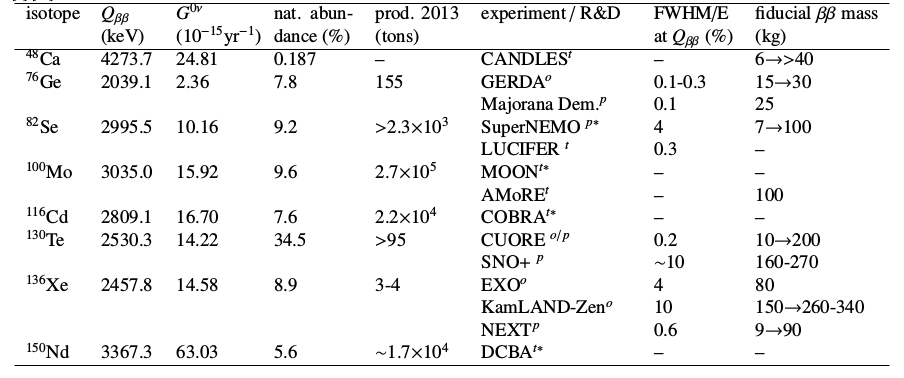 isotope Qββ G⁰ᵛ nat. abun- prod. 2013 experiment / R&D FWHM/E fiducial ββ mass
(keV) (10⁻¹⁵yr⁻¹) dance (%) (tons) at Qββ (%) (kg)
⁴⁸Ca 4273.7 24.81 0.187 – CANDLESᵗ – 6→>40
⁷⁶Ge 2039.1 2.36 7.8 155 GERDAᵒ 0.1-0.3 15→30
Majorana Dem.ᵖ 0.1 25
⁸²Se 2995.5 10.16 9.2 >2.3×10³ SuperNEMO ᵖ* 4 7→100
LUCIFER ᵗ 0.3 –
¹⁰⁰Mo 3035.0 15.92 9.6 2.7×10⁵ MOONᵗ* – –
AMoREᵗ – 100
¹¹⁶Cd 2809.1 16.70 7.6 2.2×10⁴ COBRAᵗ* – –
¹³⁰Te 2530.3 14.22 34.5 >95 CUORE ᵒ/ᵖ 0.2 10→200
SNO+ ᵖ ~10 160-270
¹³⁶Xe 2457.8 14.58 8.9 3-4 EXOᵒ 4 80
KamLAND-Zenᵒ 10 150→260-340
NEXTᵖ 0.6 9→90
¹⁵⁰Nd 3367.3 63.03 5.6 ~1.7×10⁴ DCBAᵗ* – –